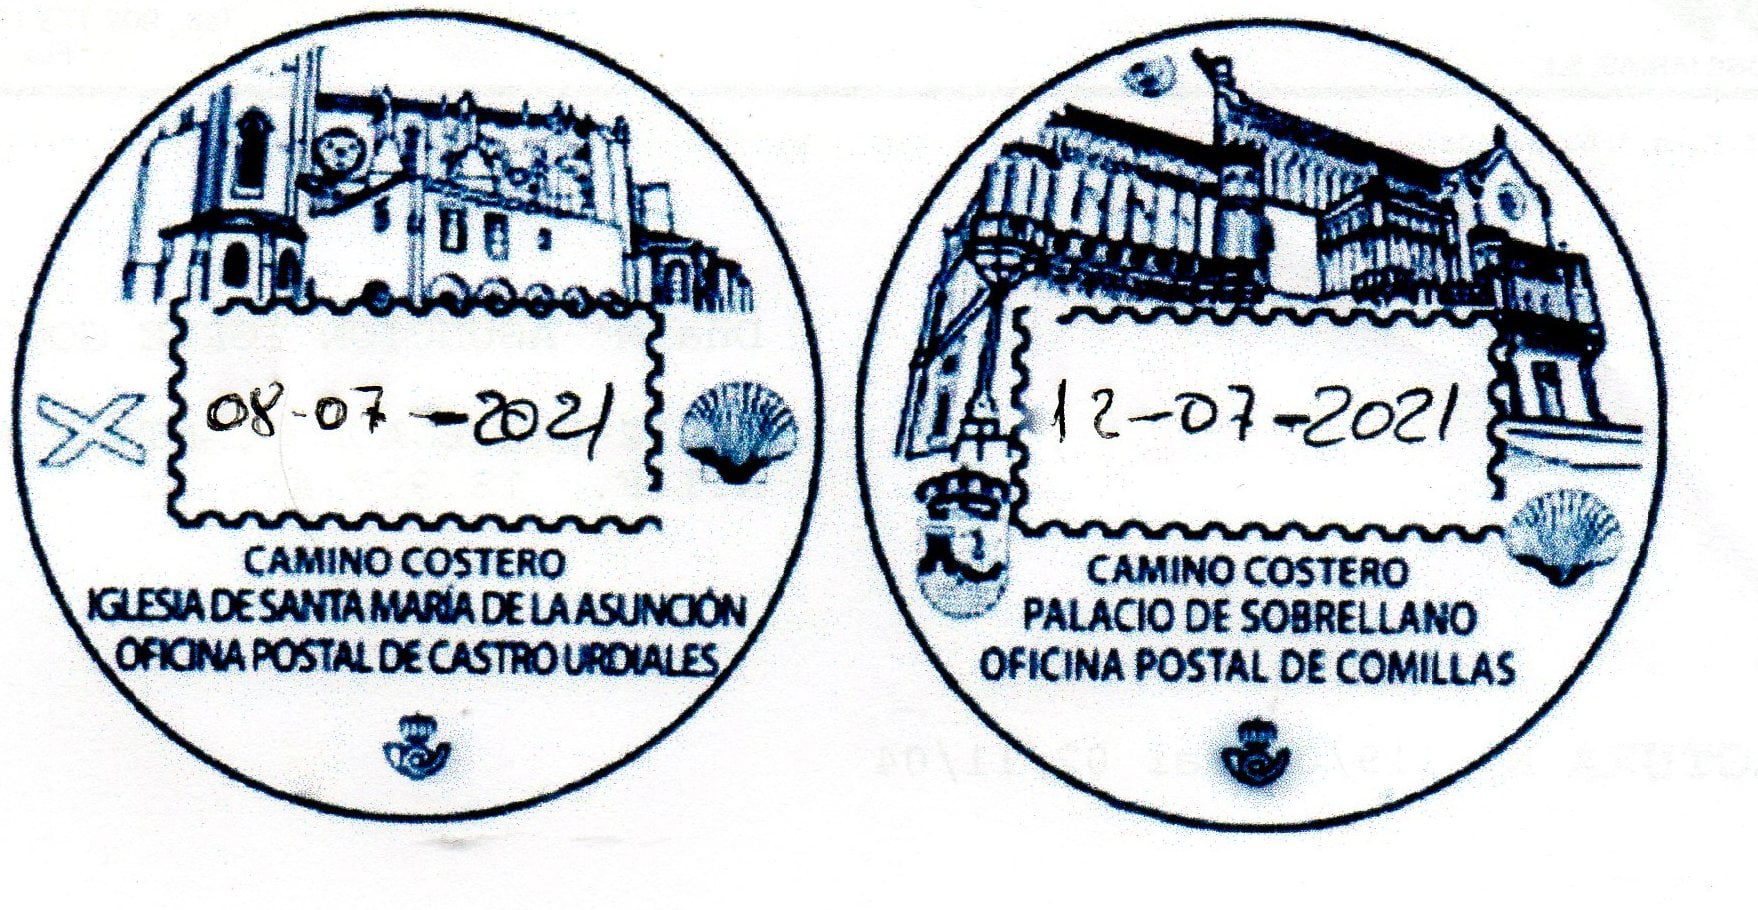 08-07-2021
CAMINO COSTERO
IGLESIA DE SANTA MARÍA DE LA ASUNCIÓN
OFICINA POSTAL DE CASTRO URDIALES
12-07-2021
CAMINO COSTERO
PALACIO DE SOBRELLANO
OFICINA POSTAL DE COMILLAS